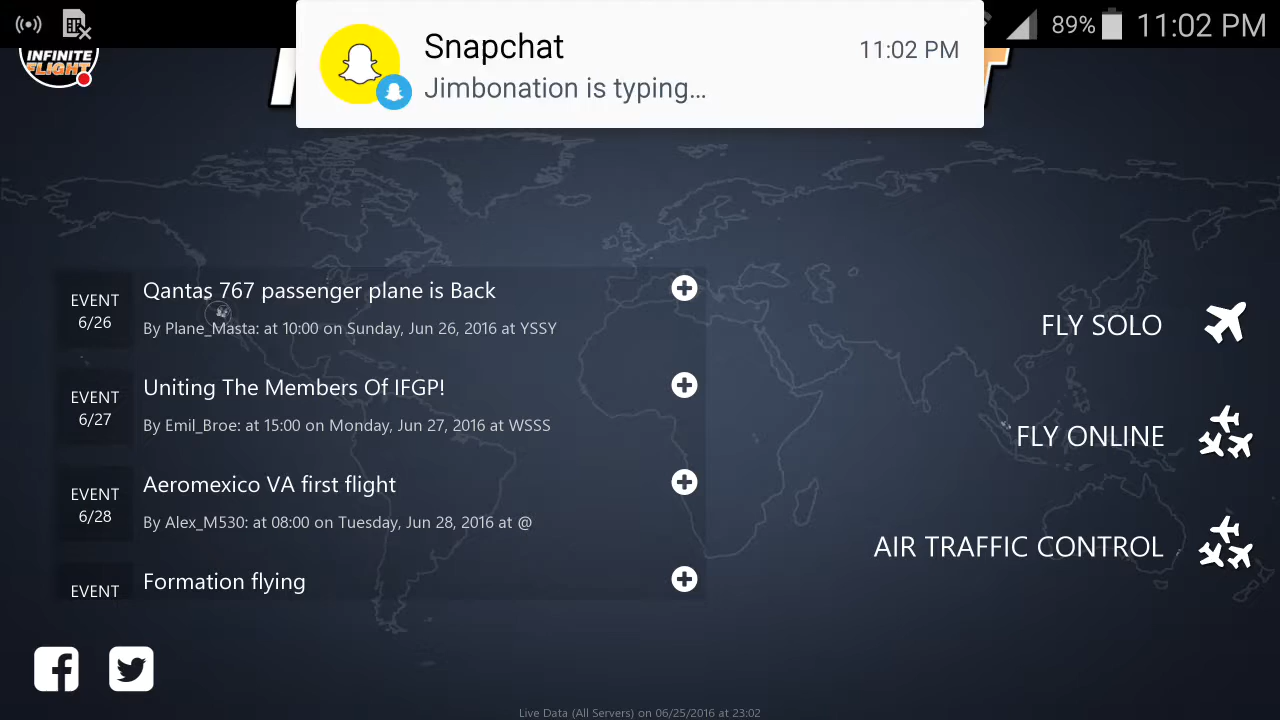 89% 11:02 PM
Snapchat
11:02 PM
Jimbonation is typing...
INFINITE
FLIGHT
EVENT
6/26
Qantas 767 passenger plane is Back
By Plane_Masta: at 10:00 on Sunday, Jun 26, 2016 at YSSY
EVENT
6/27
Uniting The Members Of IFGP!
By Emil_Broe: at 15:00 on Monday, Jun 27, 2016 at WSSS
EVENT
6/28
Aeromexico VA first flight
By Alex_M530: at 08:00 on Tuesday, Jun 28, 2016 at @
EVENT
Formation flying
FLY SOLO
FLY ONLINE
AIR TRAFFIC CONTROL
Live Data (All Servers) on 06/25/2016 at 23:02